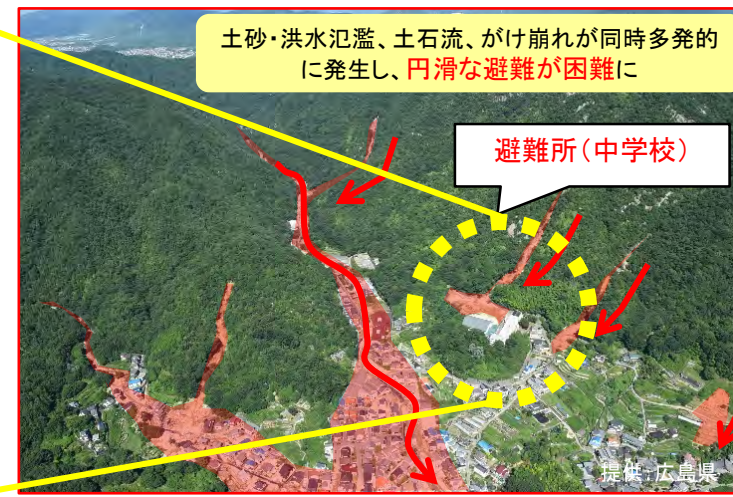 土砂・洪水氾濫、土石流、がけ崩れが同時多発的
に発生し、円滑な避難が困難に
避難所(中学校)
提供:広島県